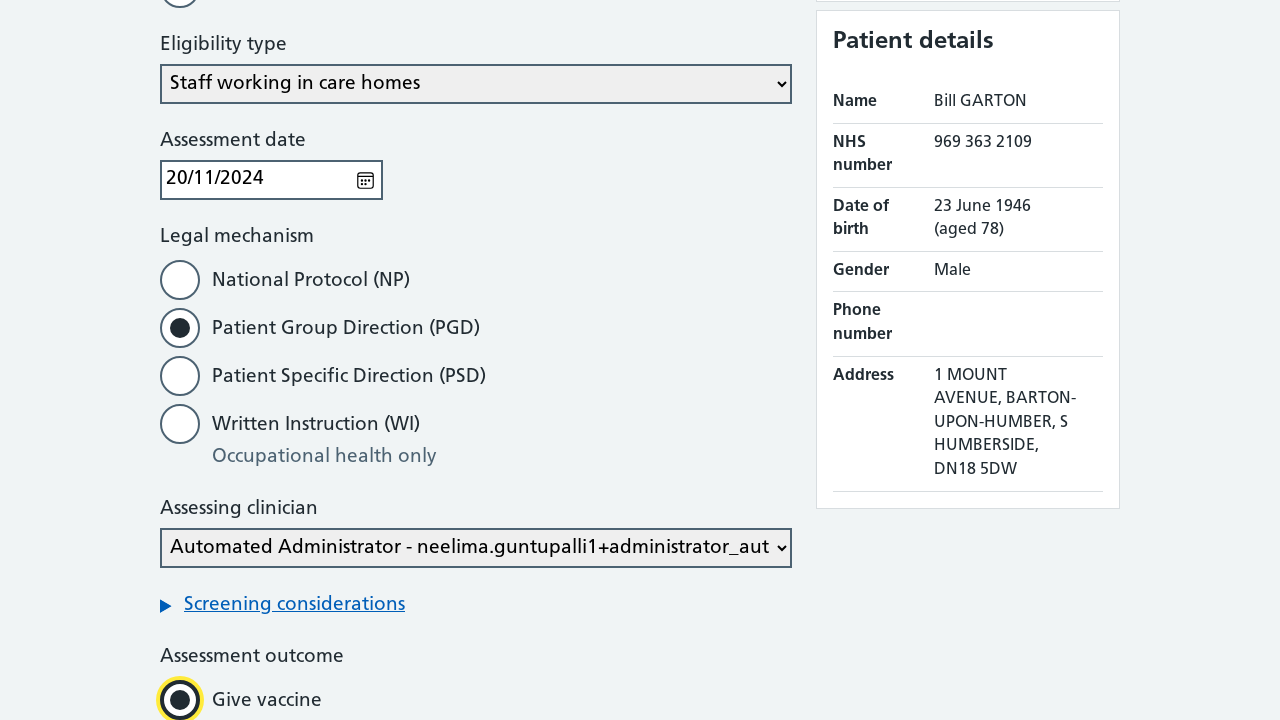 Eligibility type
Staff working in care homes
Assessment date
20/11/2024
Legal mechanism
National Protocol (NP)
Patient Group Direction (PGD)
Patient Specific Direction (PSD)
Written Instruction (WI)
Occupational health only
Assessing clinician
Automated Administrator - neelima.guntupalli1+administrator_aut
Screening considerations
Assessment outcome
Give vaccine
Patient details
Name Bill GARTON
NHS number 969 363 2109
Date of birth 23 June 1946 (aged 78)
Gender Male
Phone number
Address 1 MOUNT
AVENUE, BARTON-
UPON-HUMBER, S
HUMBERSIDE,
DN18 5DW